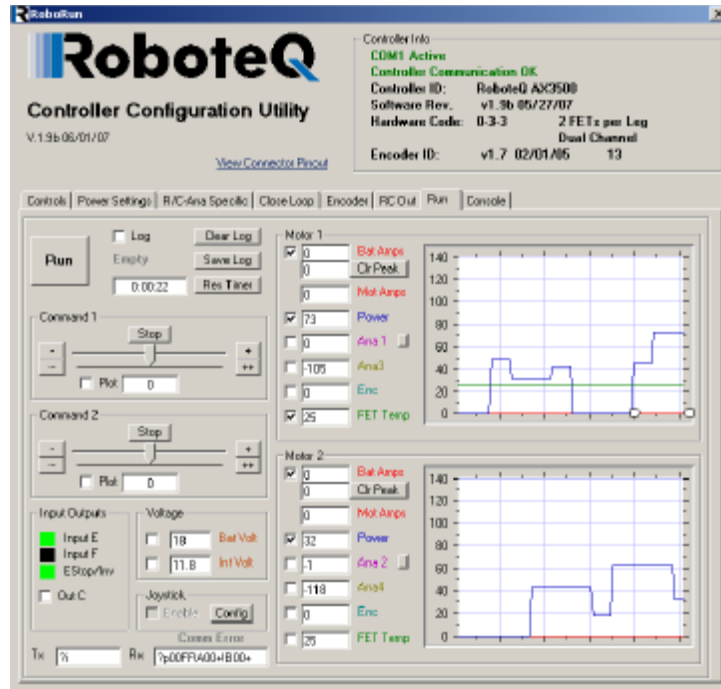 RoboRun
RoboteQ
Controller Configuration Utility
V.1.9b 06/01/07
View Connector Pinout
Controller Info
COM1 Active
Controller Communication OK
Controller ID: RoboteQ AX3500
Software Rev. v1.9b 05/27/07
Hardware Code: 0-3-3 2 FETs per Leg
Dual Channel
Encoder ID: v1.7 02/01/05 13
Controls Power Settings R/C-Ana Specific Close Loop Encoder RC Out Run Console
Run
Log
Empty
0:00:22
Clear Log
Save Log
Res Timer
Command 1
Stop
- +
-- ++
Plot 0
Command 2
Stop
- +
-- ++
Plot 0
Input Outputs
Input E
Input F
EStop/Inv
Out C
Voltage
18 Bat Volt
11.8 Int Volt
Joystick
Enable Config
Comm Error
Tx ?i Rx
Motor 1
0 Bat Amps
0 Clr Peak
0 Mot Amps
73 Power
0 Ana 1
-105 Ana3
0 Enc
25 FET Temp
140
120
100
80
60
40
20
0
Motor 2
0 Bat Amps
0 Clr Peak
0 Mot Amps
32 Power
-1 Ana 2
-118 Ana4
0 Enc
25 FET Temp
140
120
100
80
60
40
20
0